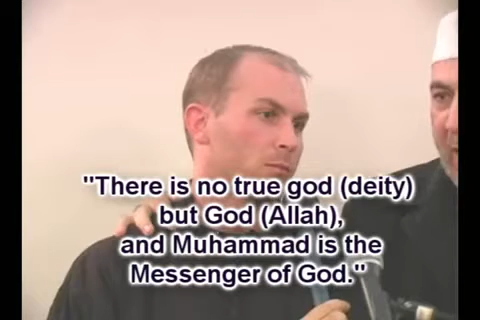 "There is no true god (deity)
but God (Allah),
and Muhammad is the
Messenger of God."